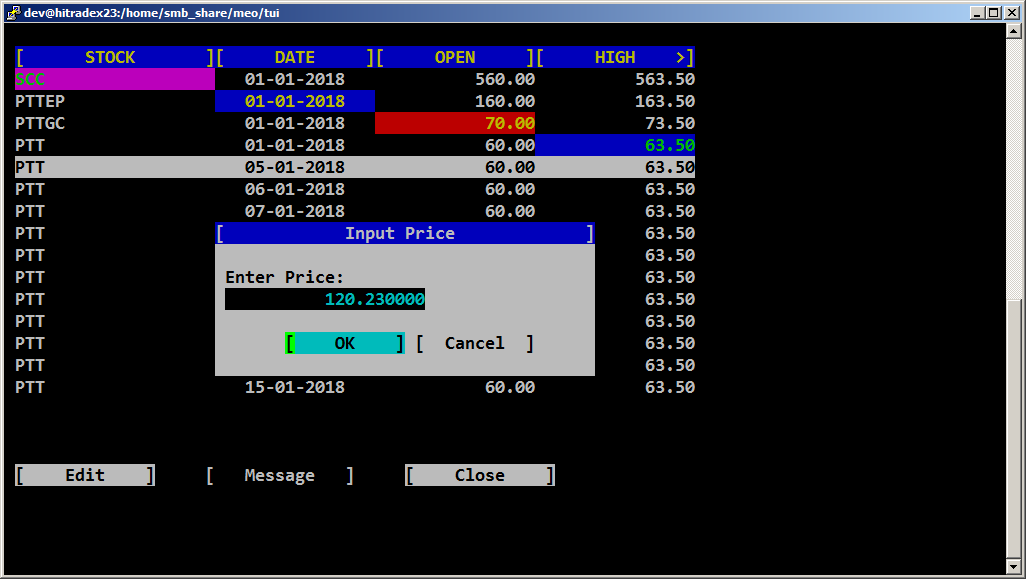 dev@hitradex23:/home/smb_share/meo/tui
[ STOCK ][ DATE ][ OPEN ][ HIGH >]
SCC 01-01-2018 560.00 563.50
PTTEP 01-01-2018 160.00 163.50
PTTGC 01-01-2018 70.00 73.50
PTT 01-01-2018 60.00 63.50
PTT 05-01-2018 60.00 63.50
PTT 06-01-2018 60.00 63.50
PTT 07-01-2018 60.00 63.50
PTT [ Input Price ] 63.50
PTT 63.50
PTT Enter Price: 63.50
PTT 120.230000 63.50
PTT 63.50
PTT [ OK ] [ Cancel ] 63.50
PTT 63.50
PTT 15-01-2018 60.00 63.50
[ Edit ] [ Message ] [ Close ]